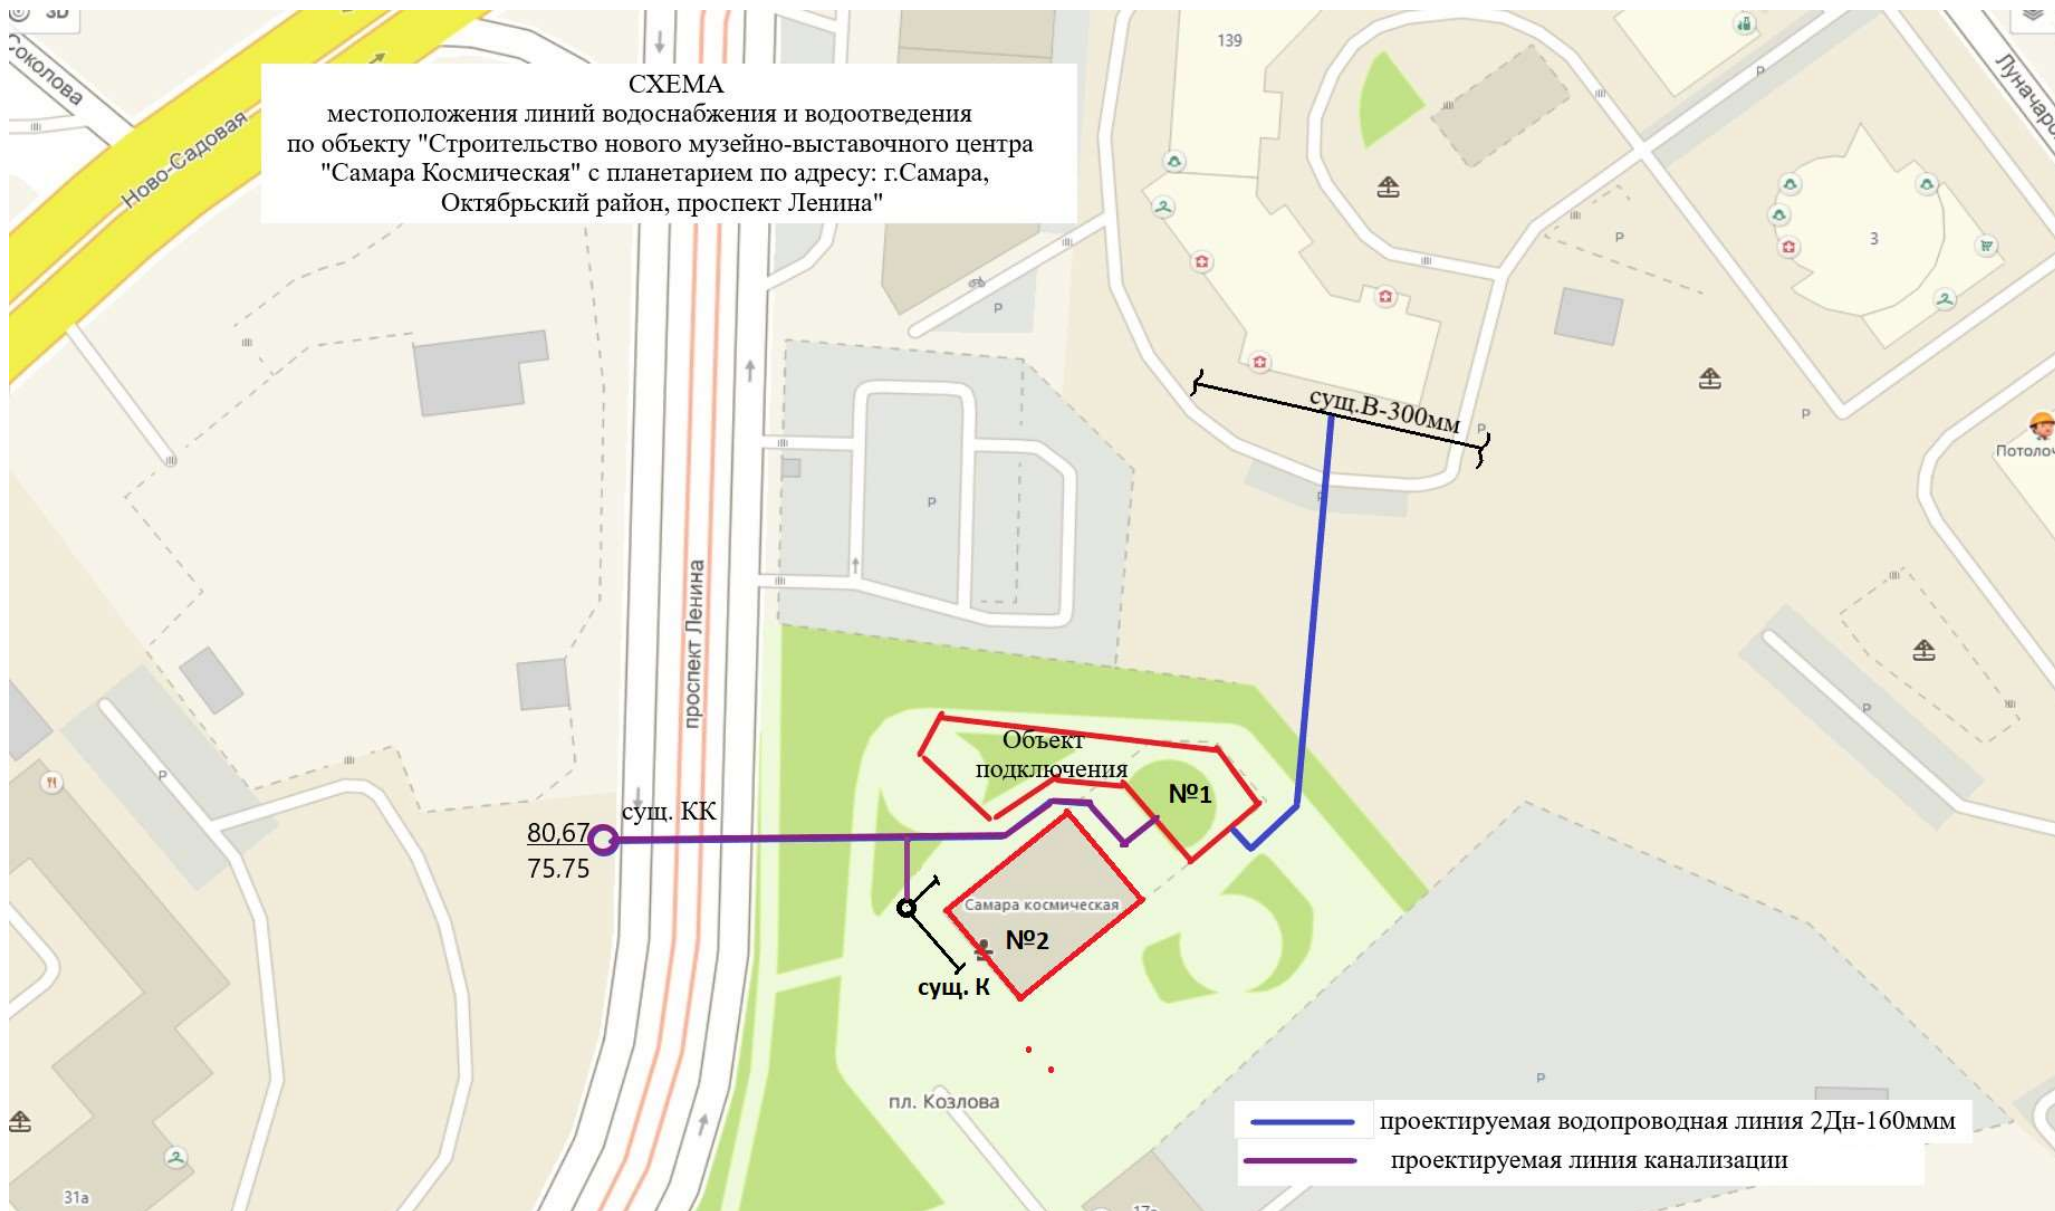 3D
Соколова
Ново-Садовая
СХЕМА
местоположения линий водоснабжения и водоотведения
по объекту "Строительство нового музейно-выставочного центра
"Самара Космическая" с планетарием по адресу: г.Самара,
Октябрьский район, проспект Ленина"
139
P
P
P
P
3
P
P
сущ.В-300мм
P
P
P
Потолоч
проспект Ленина
P
P
Объект
подключения
№1
сущ. КК
80,67
75.75
Самара космическая
№2
сущ. К
пл. Козлова
P
проектируемая водопроводная линия 2Дн-160ммм
проектируемая линия канализации
31а